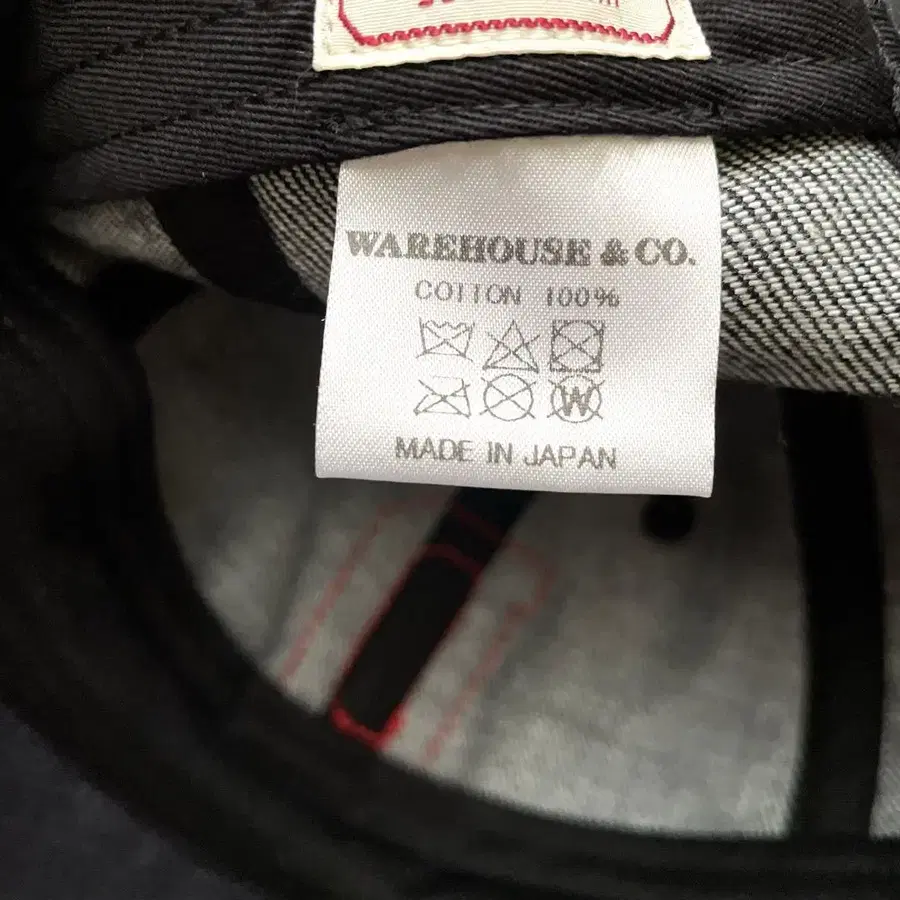 WAREHOUSE & CO.
COTTON 100%
W
MADE IN JAPAN